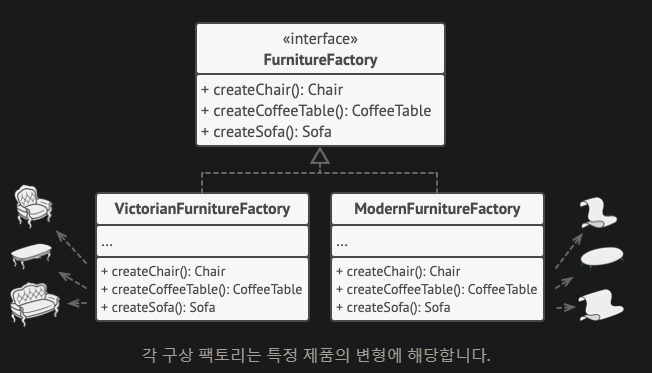 «interface»
FurnitureFactory
+ createChair(): Chair
+ createCoffeeTable(): CoffeeTable
+ createSofa(): Sofa
VictorianFurnitureFactory
...
+ createChair(): Chair
+ createCoffeeTable(): CoffeeTable
+ createSofa(): Sofa
ModernFurnitureFactory
...
+ createChair(): Chair
+ createCoffeeTable(): CoffeeTable
+ createSofa(): Sofa
각 구상 팩토리는 특정 제품의 변형에 해당합니다.